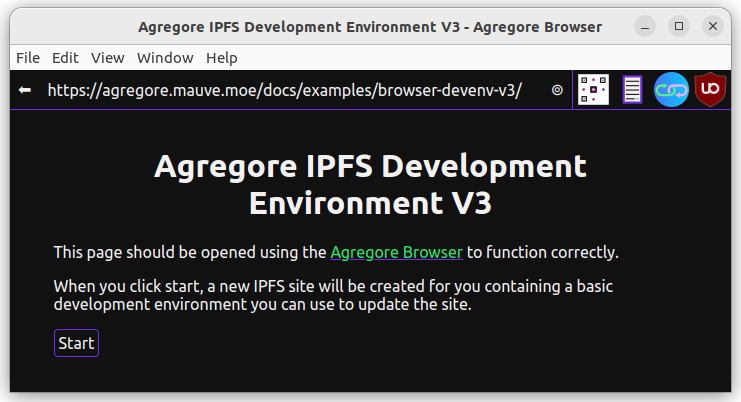 Agregore IPFS Development Environment V3 - Agregore Browser
File Edit View Window Help
https://agregore.mauve.moe/docs/examples/browser-devenv-v3/
Agregore IPFS Development
Environment V3
This page should be opened using the Agregore Browser to function correctly.
When you click start, a new IPFS site will be created for you containing a basic
development environment you can use to update the site.
Start